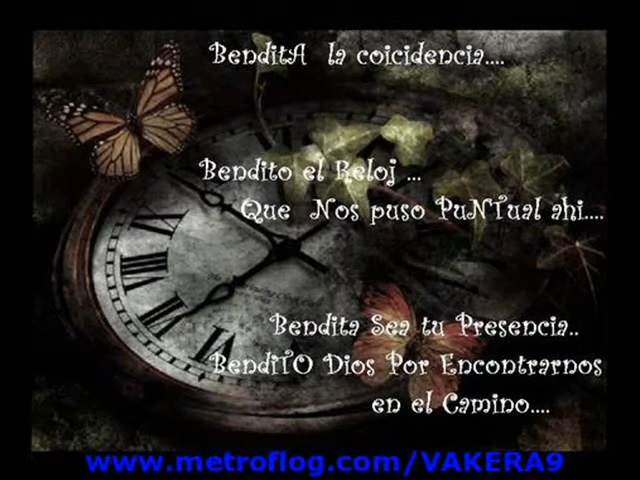 BenditA la coicidencia....
Bendito el Reloj ...
Que Nos puso PuNTual ahi....
Bendita Sea tu Presencia..
BendiTO Dios Por Encontrarnos
en el Camino....
www.metroflog.com/VAKERA9